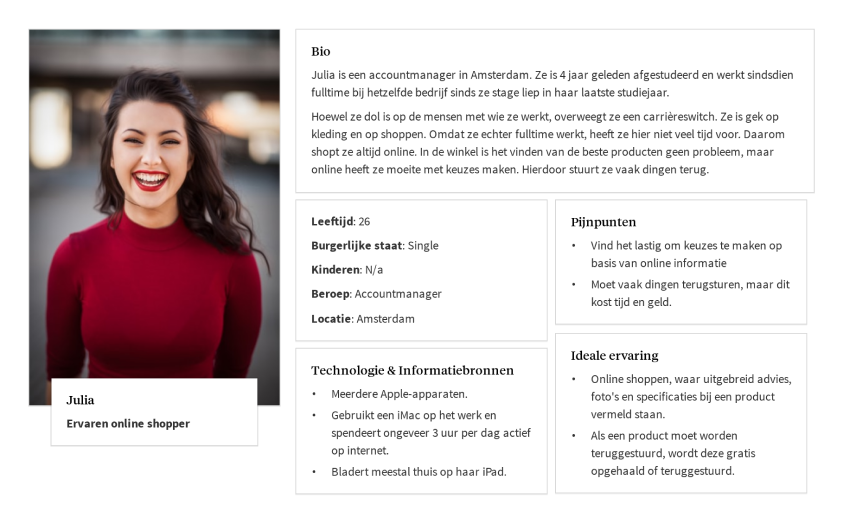 Bio
Julia is een accountmanager in Amsterdam. Ze is 4 jaar geleden afgestudeerd en werkt sindsdien
fulltime bij hetzelfde bedrijf sinds ze stage liep in haar laatste studiejaar.
Hoewel ze dol is op de mensen met wie ze werkt, overweegt ze een carrièreswitch. Ze is gek op
kleding en op shoppen. Omdat ze echter fulltime werkt, heeft ze hier niet veel tijd voor. Daarom
shopt ze altijd online. In de winkel is het vinden van de beste producten geen probleem, maar
online heeft ze moeite met keuzes maken. Hierdoor stuurt ze vaak dingen terug.
Leeftijd: 26
Burgerlijke staat: Single
Kinderen: N/a
Beroep: Accountmanager
Locatie: Amsterdam
Pijnpunten
• Vind het lastig om keuzes te maken op
basis van online informatie
• Moet vaak dingen terugsturen, maar dit
kost tijd en geld.
Technologie & Informatiebronnen
• Meerdere Apple-apparaten.
• Gebruikt een iMac op het werk en
spendeert ongeveer 3 uur per dag actief
op internet.
• Bladert meestal thuis op haar iPad.
Ideale ervaring
• Online shoppen, waar uitgebreid advies,
foto's en specificaties bij een product
vermeld staan.
• Als een product moet worden
teruggestuurd, wordt deze gratis
opgehaald of teruggestuurd.
Julia
Ervaren online shopper